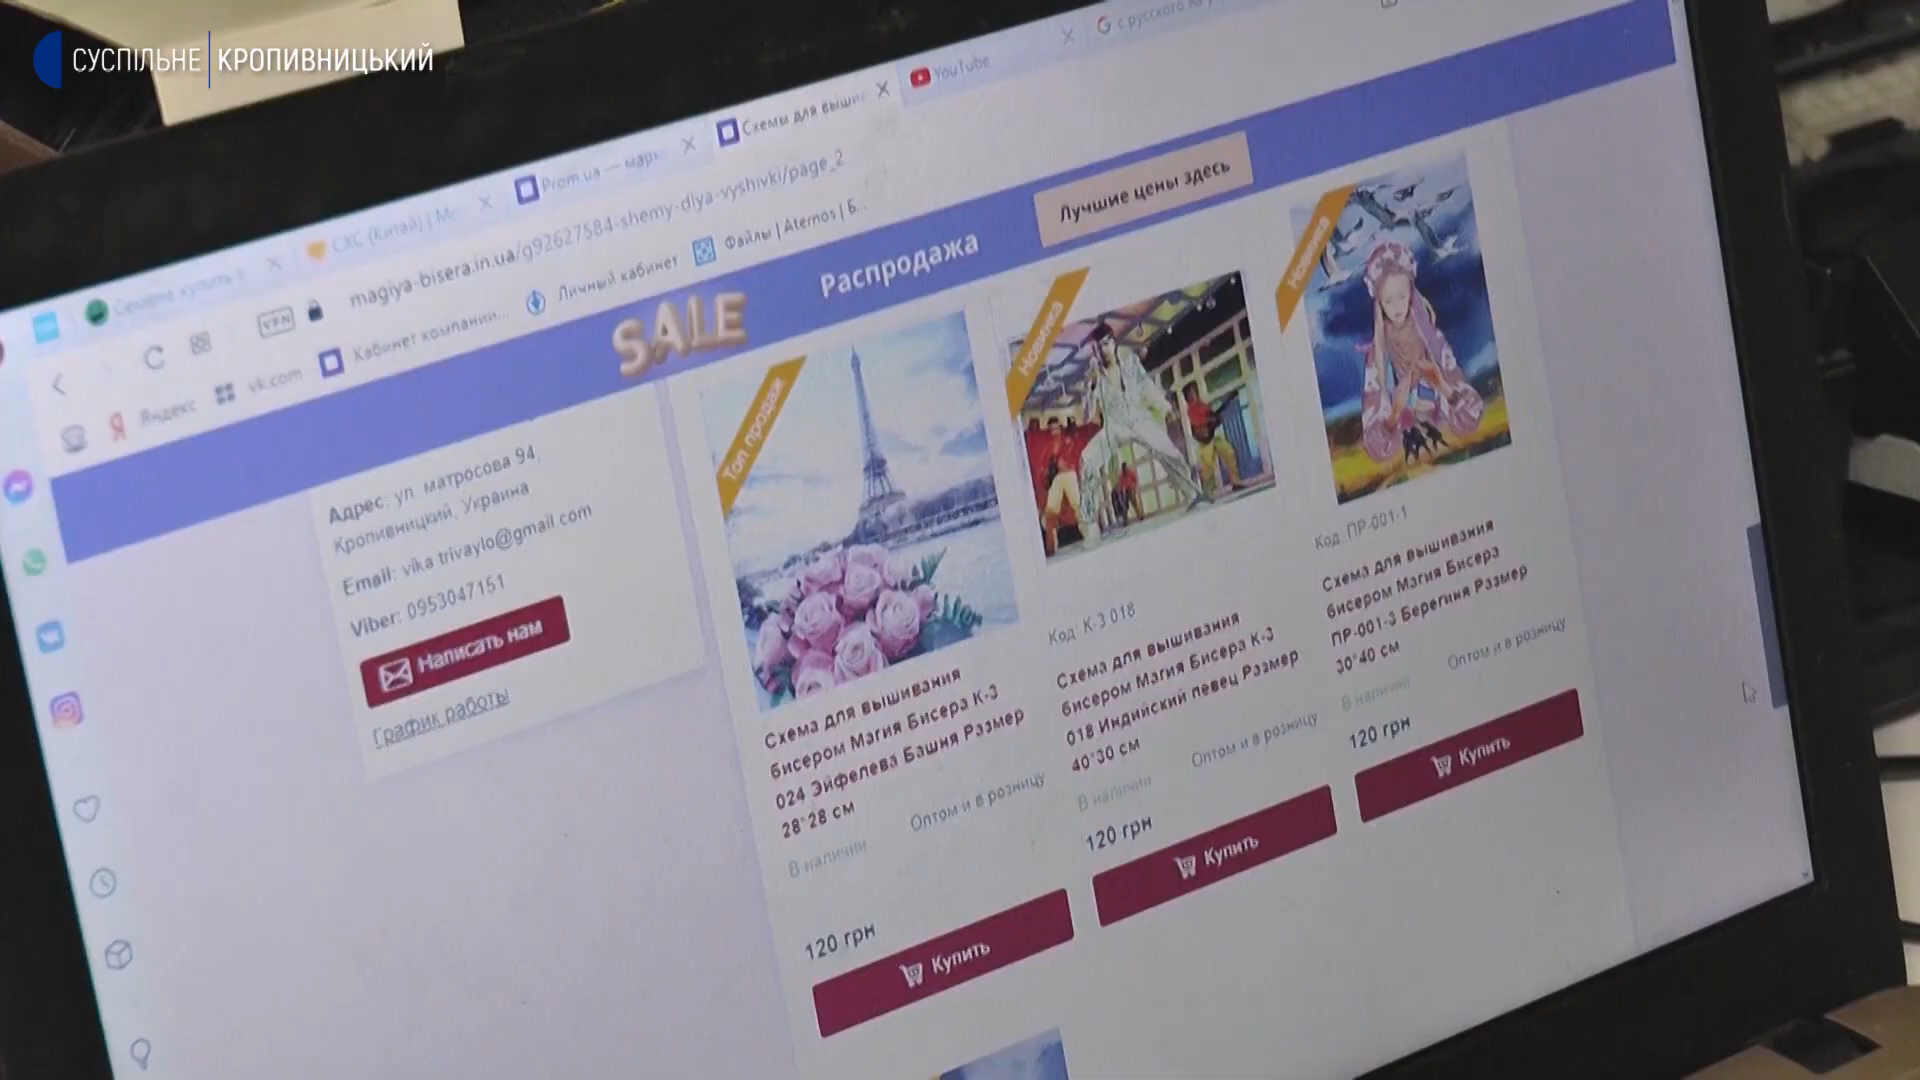 СУСПІЛЬНЕ | КРОПИВНИЦЬКИЙ
СХС (Китай) |
Prom.ua — марк
Схемы для выши
YouTube
с русского
VPN
magiya-bisera.in.ua/g92627584-shemy-dlya-vyshivki/page_2
Яндекс
vk.com
Кабинет компании...
Личный кабинет
Файлы | Aternos | Б...
SALE
Распродажа
Лучшие цены здесь
Адрес: ул. матросова 94,
Кропивницкий, Украина
Email: vika.trivaylo@gmail.com
Viber: 0953047151
Написать нам
График работы
Топ продаж
Схема для вышивания
бисером Магия Бисера К-3
024 Эйфелева Башня Размер
28*28 см
В наличии
Оптом и в розницу
120 грн
Купить
Новинка
Код: К-3 018
Схема для вышивания
бисером Магия Бисера К-3
018 Индийский певец Размер
40*30 см
В наличии
Оптом и в розницу
120 грн
Купить
Новинка
Код: ПР-001-1
Схема для вышивания
бисером Магия Бисера
ПР-001-3 Берегиня Размер
30*40 см
В наличии
Оптом и в розницу
120 грн
Купить